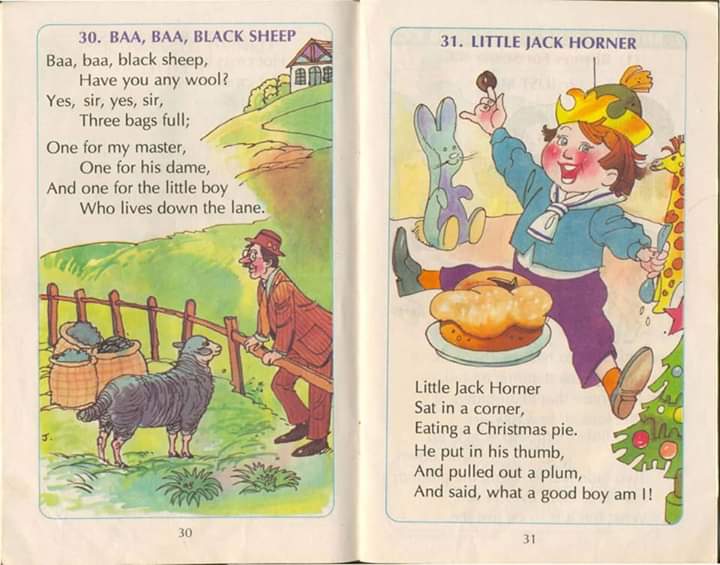 30. BAA, BAA, BLACK SHEEP
Baa, baa, black sheep,
Have you any wool?
Yes, sir, yes, sir,
Three bags full;
One for my master,
One for his dame,
And one for the little boy
Who lives down the lane.
J.
30
31. LITTLE JACK HORNER
Little Jack Horner
Sat in a corner,
Eating a Christmas pie.
He put in his thumb,
And pulled out a plum,
And said, what a good boy am I!
31